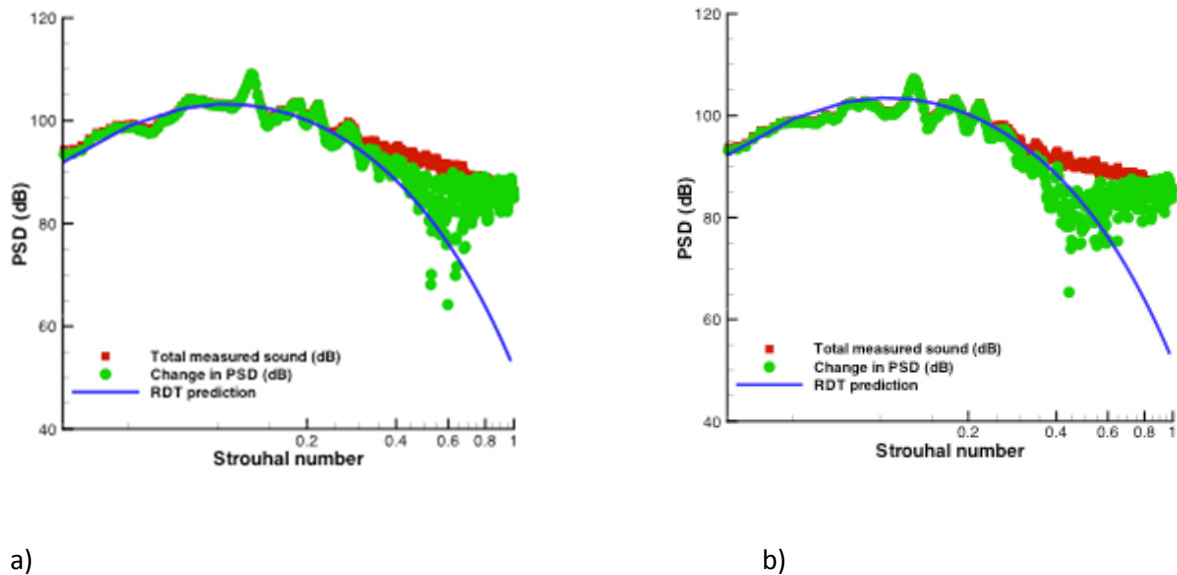 120
100
80
60
40
PSD (dB)
Total measured sound (dB)
Change in PSD (dB)
RDT prediction
0.2 0.4 0.6 0.8 1
Strouhal number
a)
120
100
80
60
40
PSD (dB)
Total measured sound (dB)
Change in PSD (dB)
RDT prediction
0.2 0.4 0.6 0.8 1
Strouhal number
b)